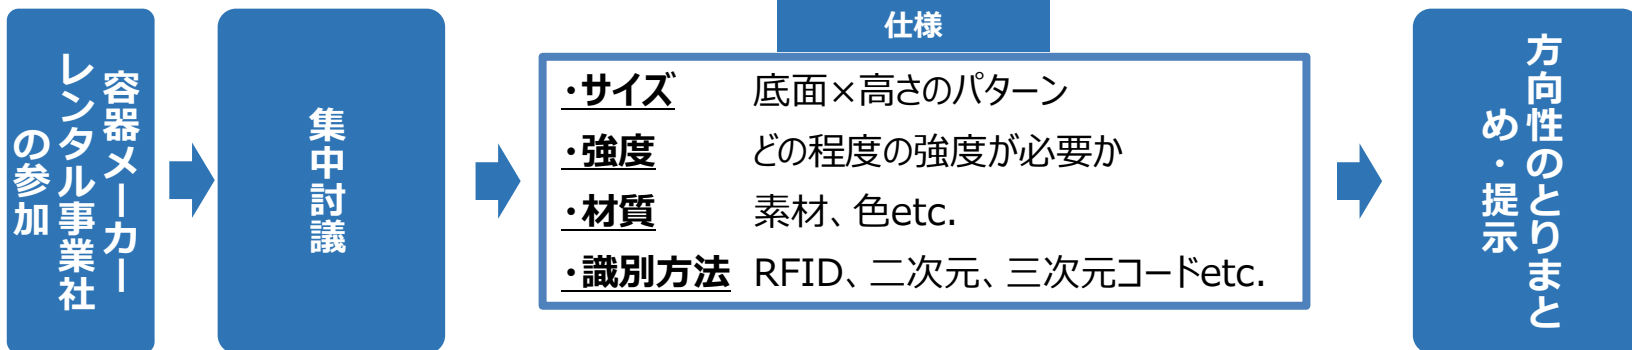 容器メーカー
レンタル事業社
の参加
集中討議
仕様
・サイズ 底面×高さのパターン
・強度 どの程度の強度が必要か
・材質 素材、色etc.
・識別方法 RFID、二次元、三次元コードetc.
方向性のとりまと
め・提示